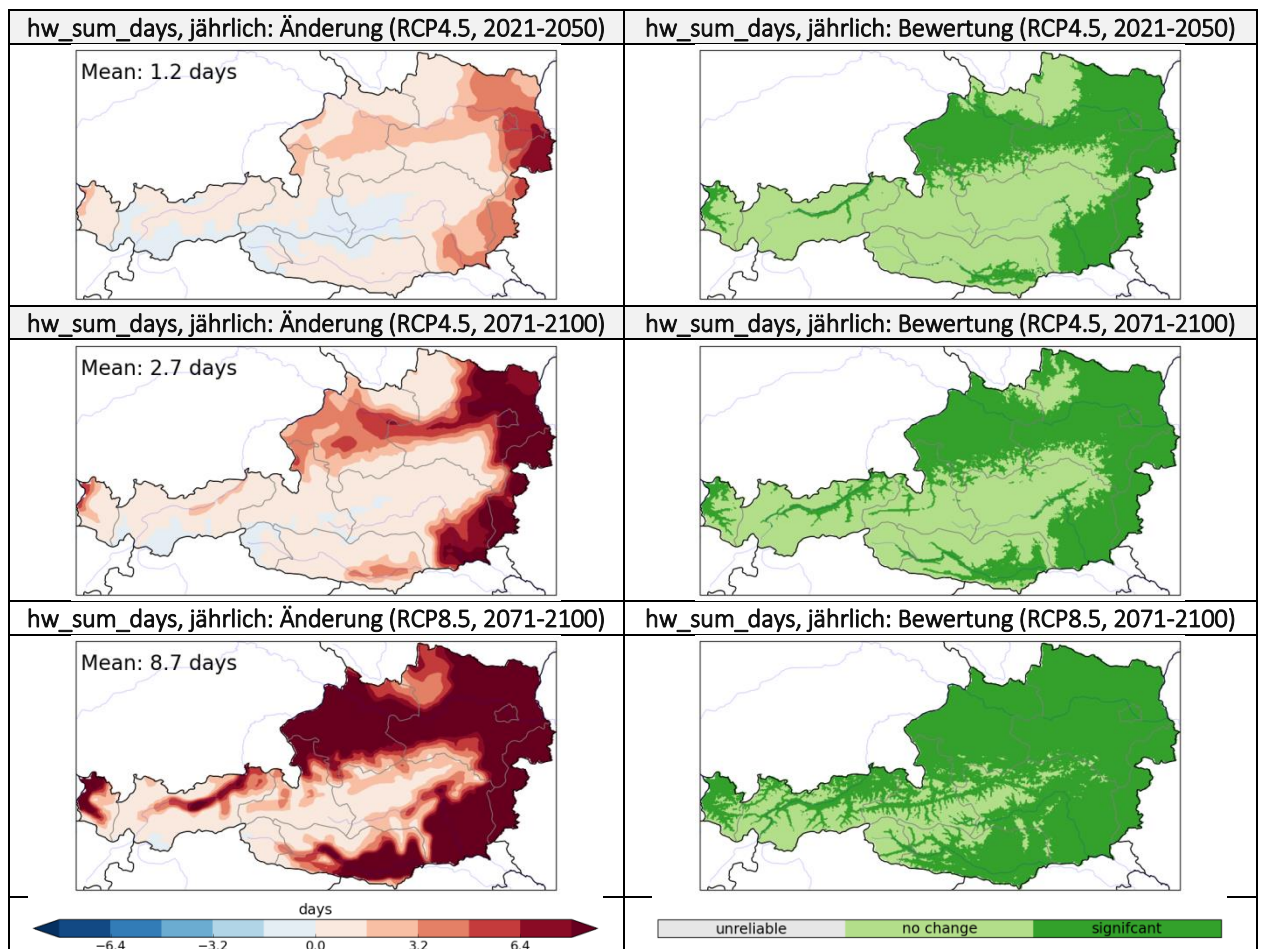 hw_sum_days, jährlich: Änderung (RCP4.5, 2021-2050)
hw_sum_days, jährlich: Bewertung (RCP4.5, 2021-2050)
Mean: 1.2 days
hw_sum_days, jährlich: Änderung (RCP4.5, 2071-2100)
hw_sum_days, jährlich: Bewertung (RCP4.5, 2071-2100)
Mean: 2.7 days
hw_sum_days, jährlich: Änderung (RCP8.5, 2071-2100)
hw_sum_days, jährlich: Bewertung (RCP8.5, 2071-2100)
Mean: 8.7 days
days
−6.4 −3.2 0.0 3.2 6.4
unreliable no change signifcant